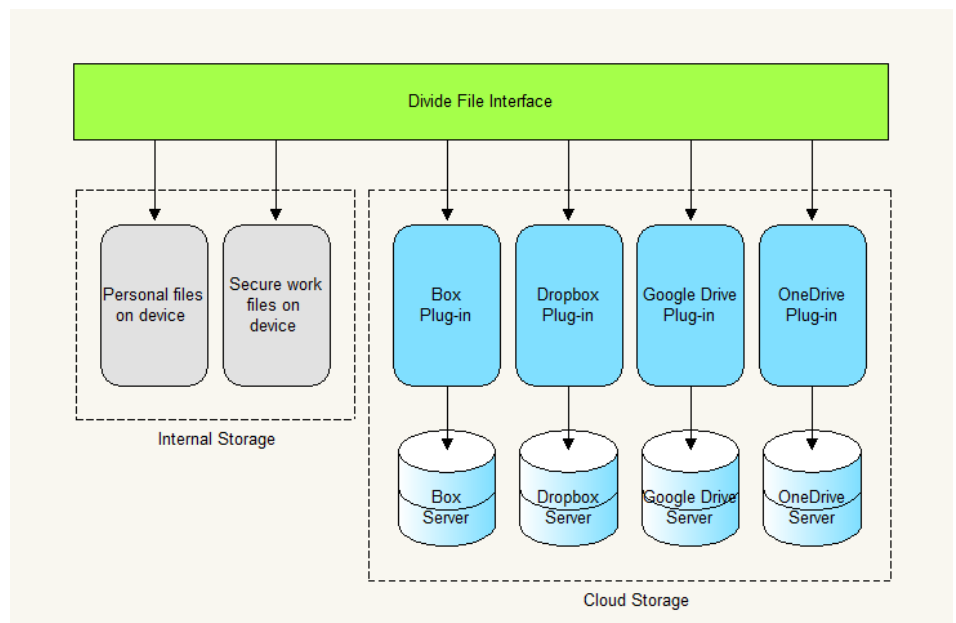 Divide File Interface
Personal files
on device
Secure work
files on
device
Box
Plug-in
Dropbox
Plug-in
Google Drive
Plug-in
OneDrive
Plug-in
Internal Storage
Box
Server
Dropbox
Server
Google Drive
Server
OneDrive
Server
Cloud Storage